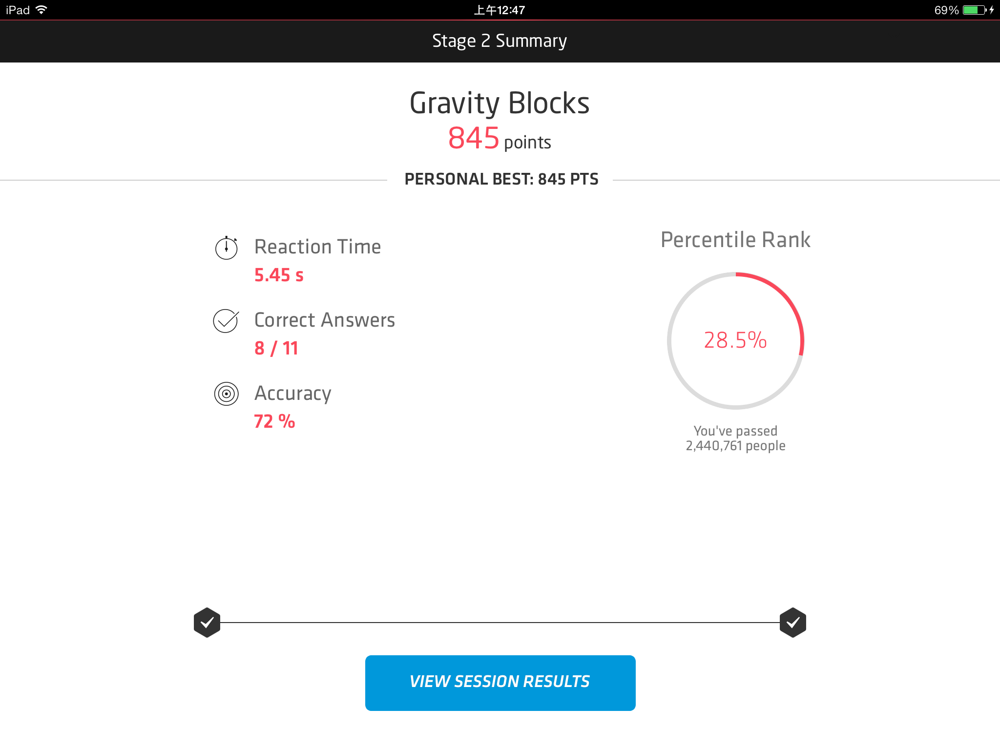 iPad 上午12:47 69%
Stage 2 Summary
Gravity Blocks
845 points
PERSONAL BEST: 845 PTS
Reaction Time
5.45 s
Correct Answers
8 / 11
Accuracy
72 %
Percentile Rank
28.5%
You've passed
2,440,761 people
VIEW SESSION RESULTS